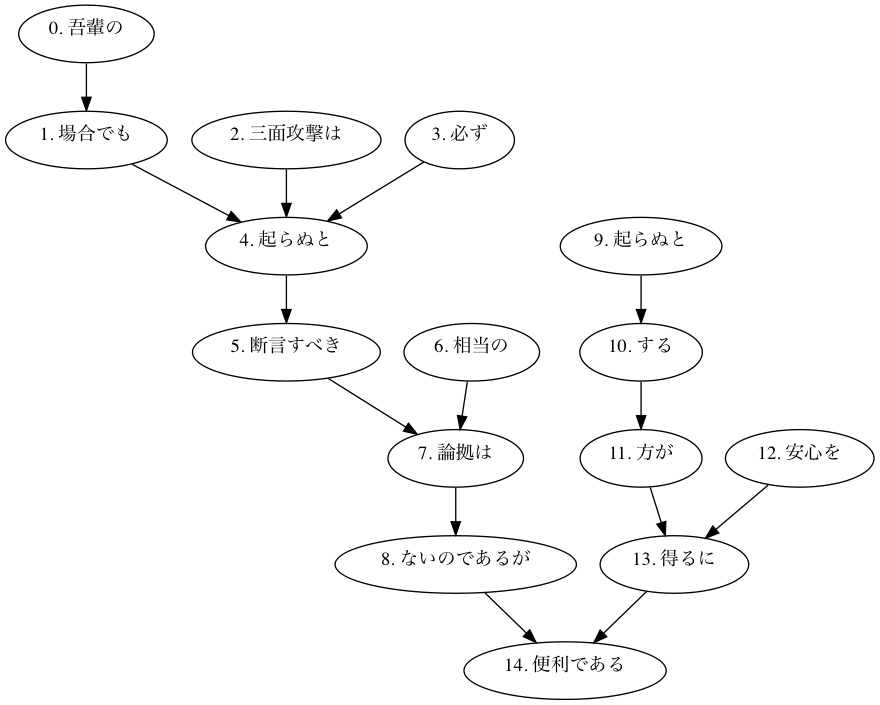 0. 吾輩の
1. 場合でも
2. 三面攻撃は
3. 必ず
4. 起らぬと
9. 起らぬと
5. 断言すべき
6. 相当の
10. する
7. 論拠は
11. 方が
12. 安心を
8. ないのであるが
13. 得るに
14. 便利である